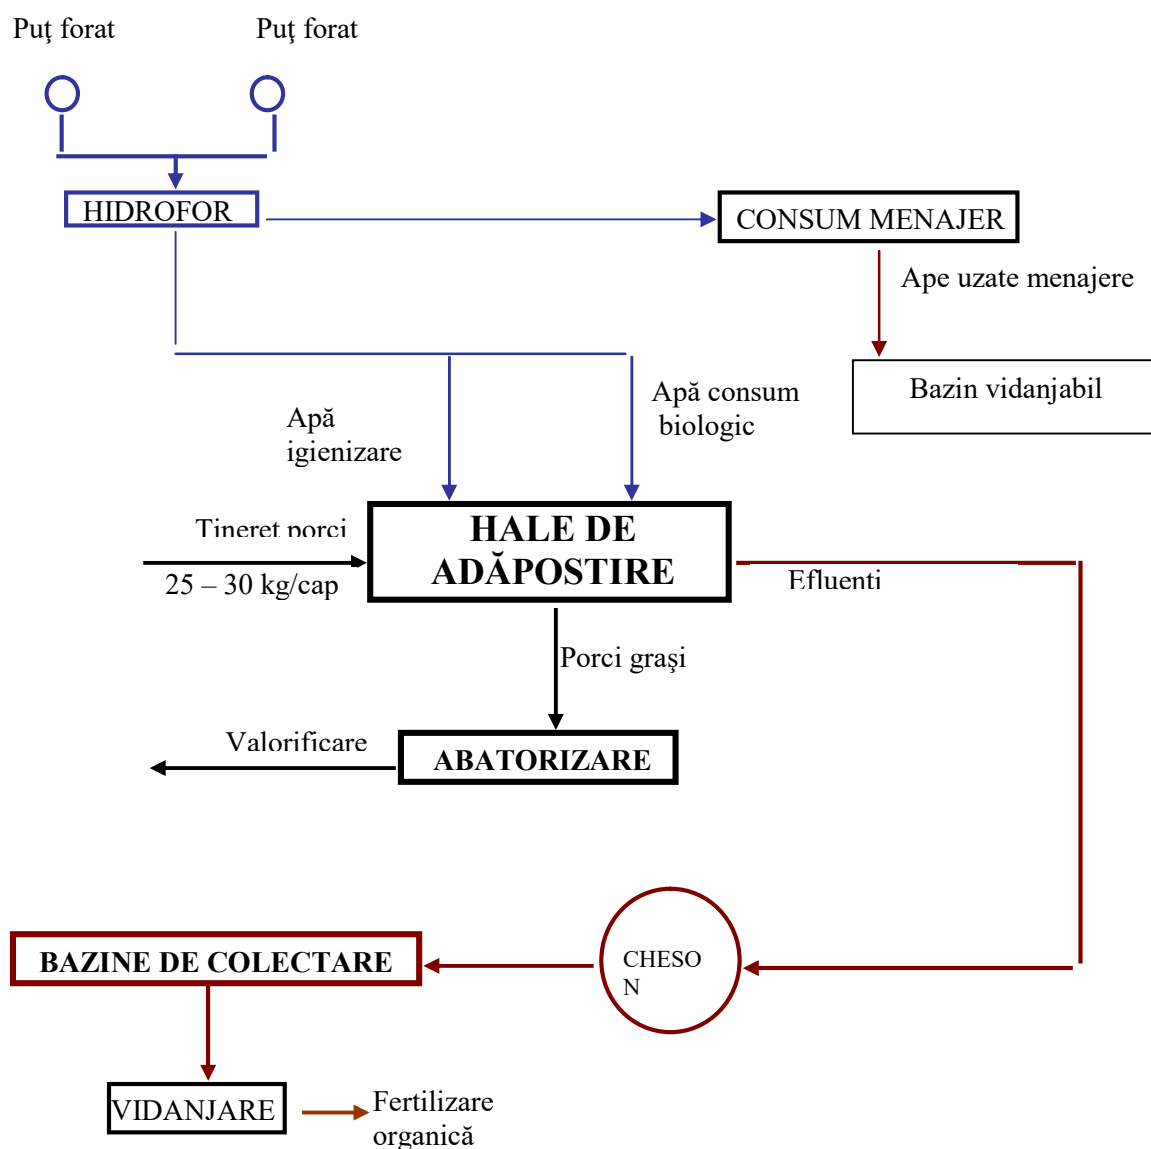 Puţ forat
Puţ forat
HIDROFOR
CONSUM MENAJER
Ape uzate menajere
Bazin vidanjabil
Apă consum
biologic
Apă
igienizare
HALE DE
ADĂPOSTIRE
Tineret porci
25 – 30 kg/cap
Efluenti
Porci graşi
Valorificare
ABATORIZARE
CHESO
N
BAZINE DE COLECTARE
VIDANJARE
Fertilizare
organică